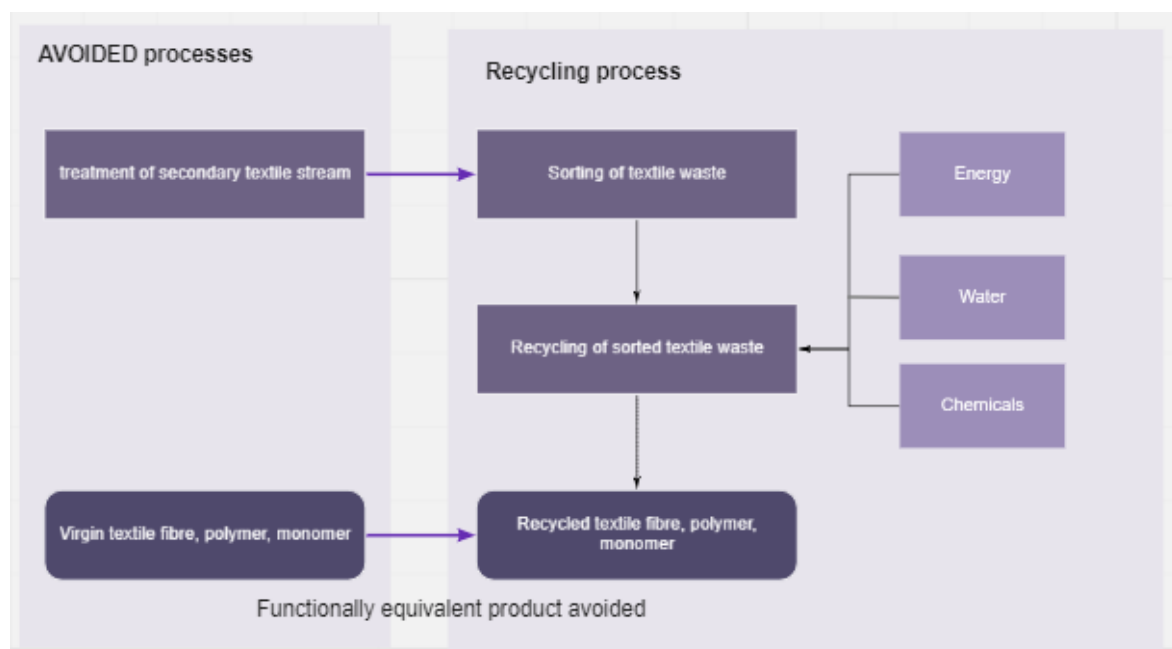 AVOIDED processes
Recycling process
treatment of secondary textile stream
Sorting of textile waste
Energy
Water
Recycling of sorted textile waste
Chemicals
Virgin textile fibre, polymer, monomer
Recycled textile fibre, polymer,
monomer
Functionally equivalent product avoided